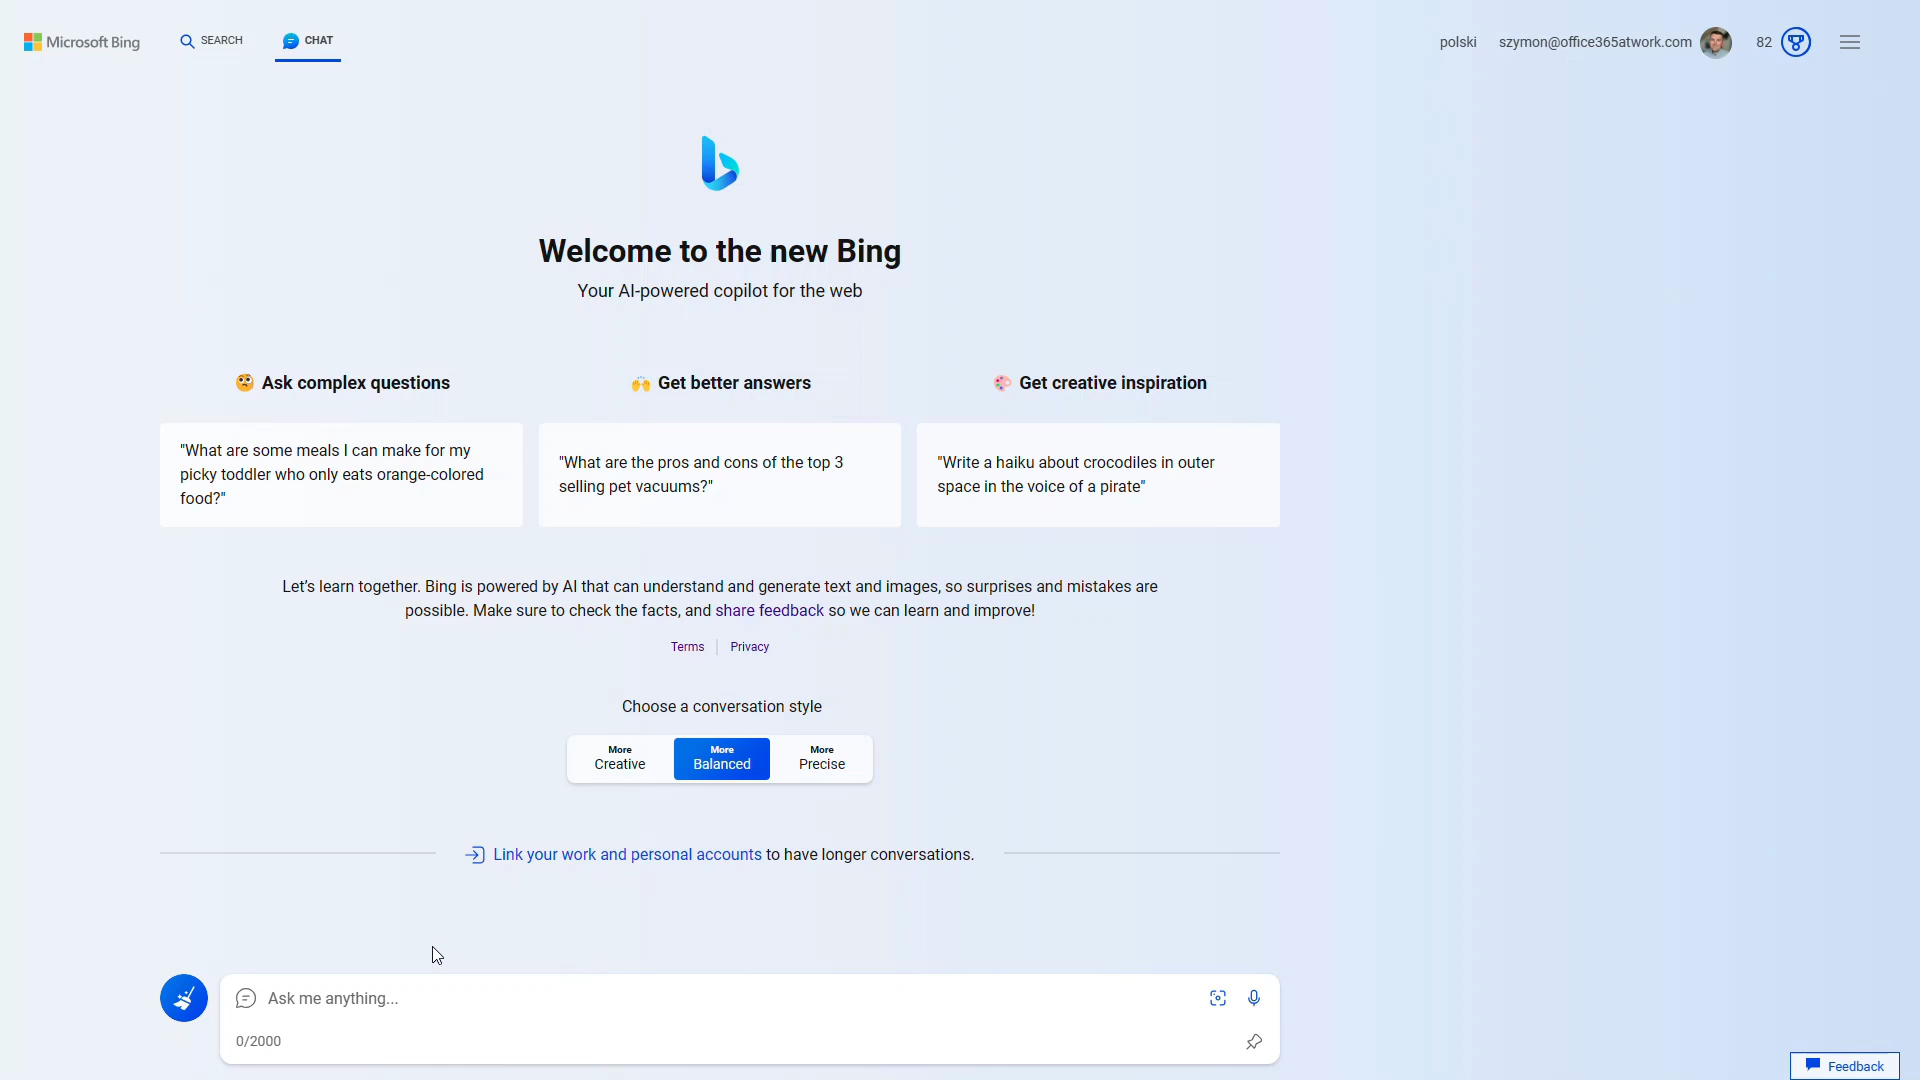 Microsoft Bing
SEARCH
CHAT
polski
szymon@office365atwork.com
82
Welcome to the new Bing
Your AI-powered copilot for the web
Ask complex questions
"What are some meals I can make for my
picky toddler who only eats orange-colored
food?"
Get better answers
"What are the pros and cons of the top 3
selling pet vacuums?"
Get creative inspiration
"Write a haiku about crocodiles in outer
space in the voice of a pirate"
Let's learn together. Bing is powered by AI that can understand and generate text and images, so surprises and mistakes are
possible. Make sure to check the facts, and share feedback so we can learn and improve!
Terms | Privacy
Choose a conversation style
More
Creative
More
Balanced
More
Precise
Link your work and personal accounts to have longer conversations.
Ask me anything...
0/2000
Feedback